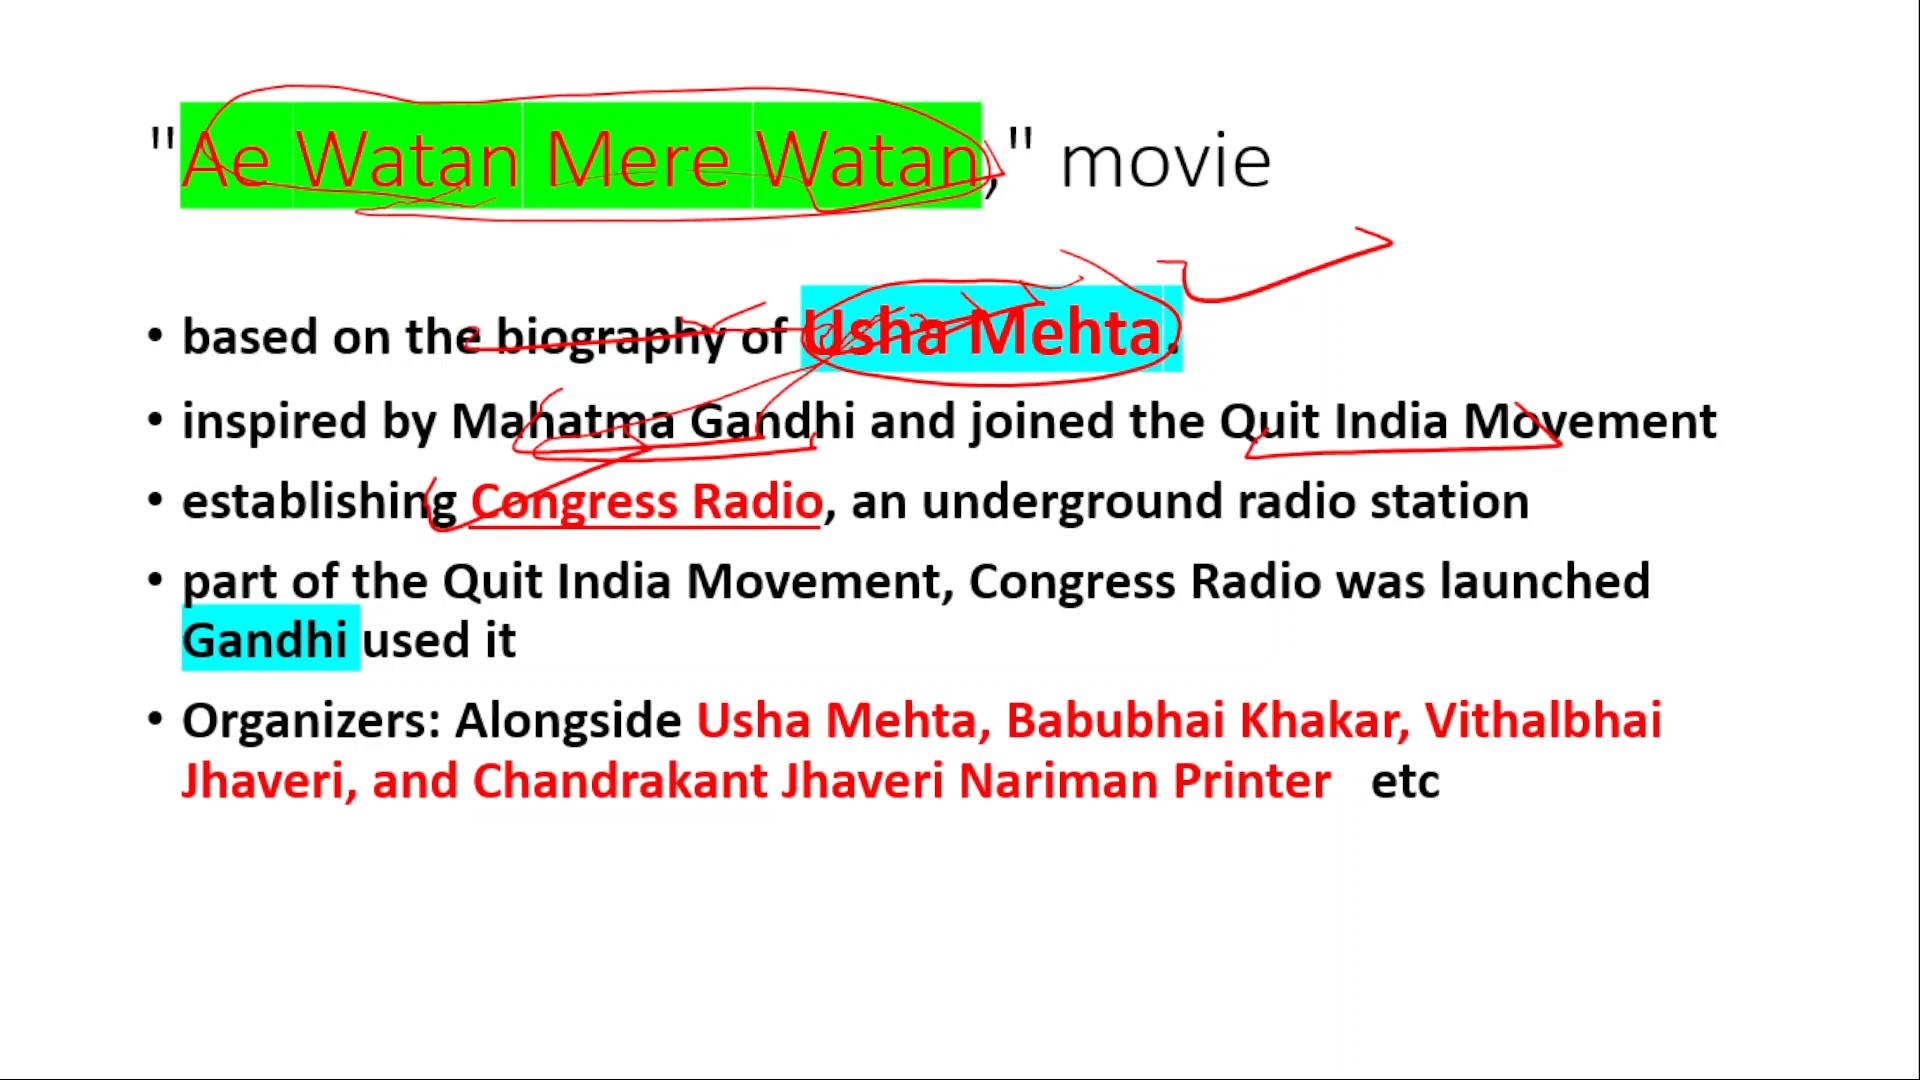 "Ae Watan Mere Watan," movie
• based on the biography of Usha Mehta.
• inspired by Mahatma Gandhi and joined the Quit India Movement
• establishing Congress Radio, an underground radio station
• part of the Quit India Movement, Congress Radio was launched
Gandhi used it
• Organizers: Alongside Usha Mehta, Babubhai Khakar, Vithalbhai
Jhaveri, and Chandrakant Jhaveri Nariman Printer etc